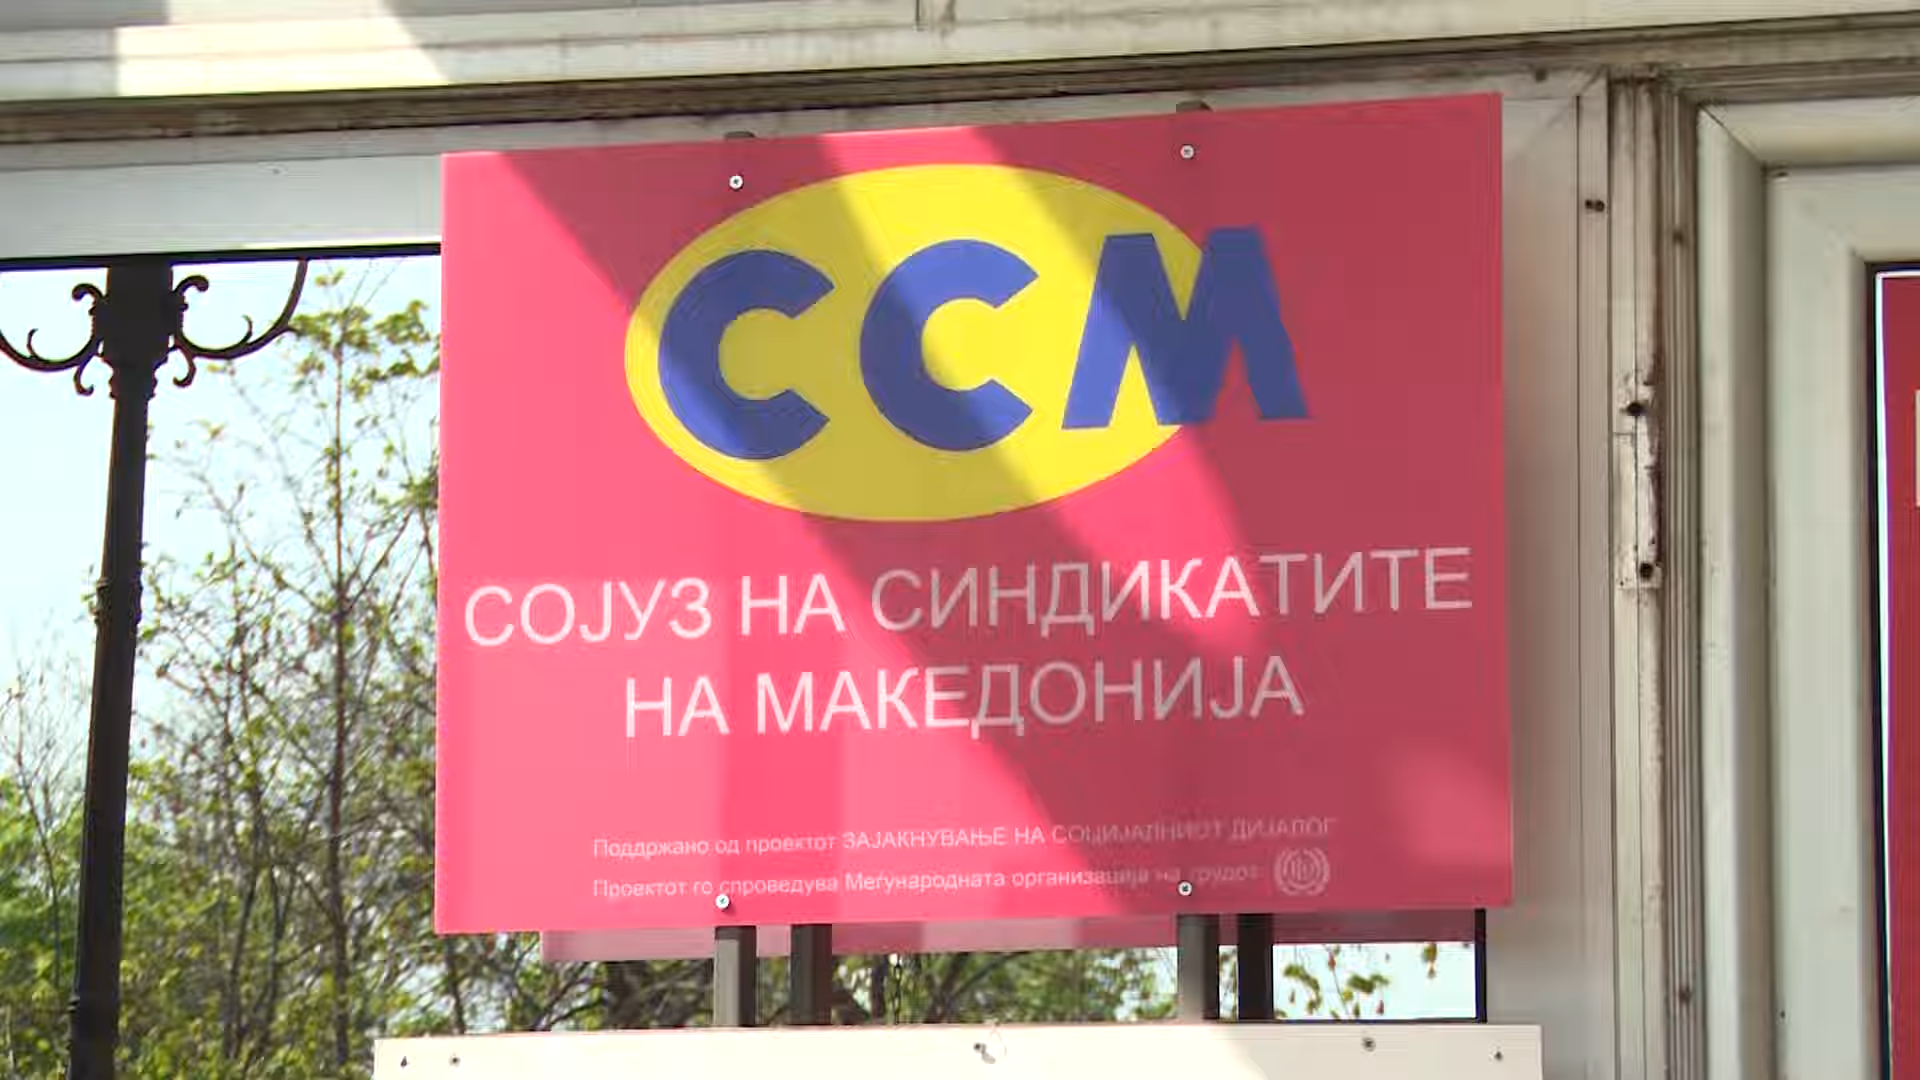 ССМ
СОЈУЗ НА СИНДИКАТИТЕ
НА МАКЕДОНИЈА
Поддржано од проектот ЗАЈАКНУВАЊЕ НА СОЦИЈАЛНИОТ ДИЈАЛОГ
Проектот го спроведува Меѓународната организација на трудот